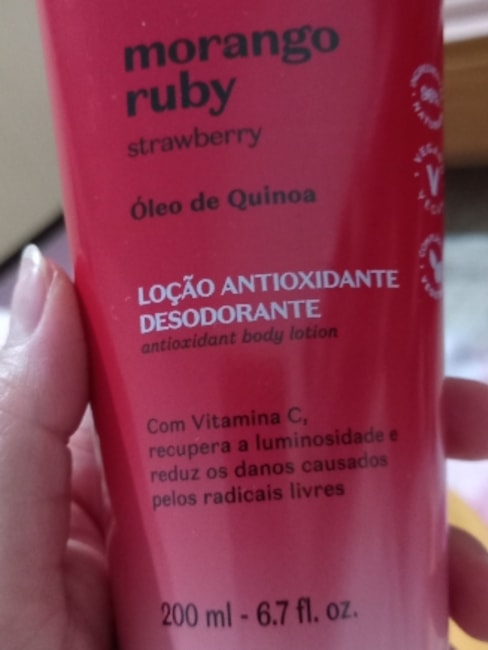 morango
ruby
strawberry
Óleo de Quinoa
LOÇÃO ANTIOXIDANTE
DESODORANTE
antioxidant body lotion
Com Vitamina C,
recupera a luminosidade e
reduz os danos causados
pelos radicais livres
200 ml - 6.7 fl. oz.